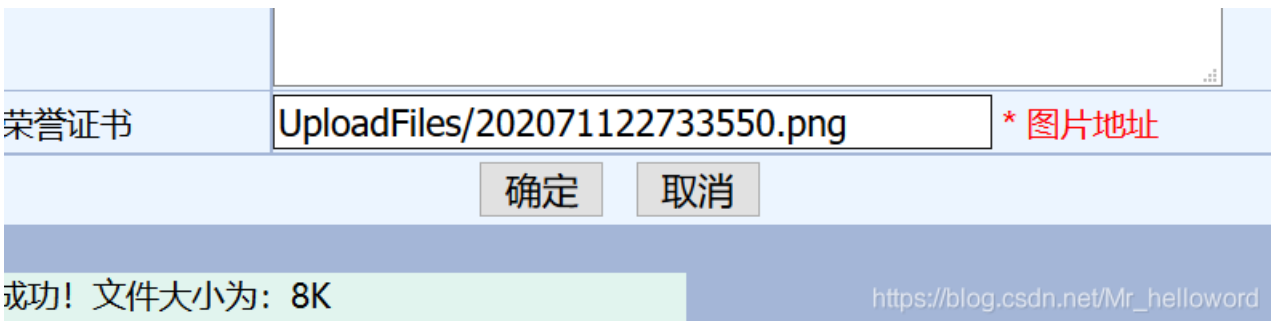 荣誉证书
UploadFiles/202071122733550.png
* 图片地址
确定
取消
成功！文件大小为：8K
https://blog.csdn.net/Mr_helloword